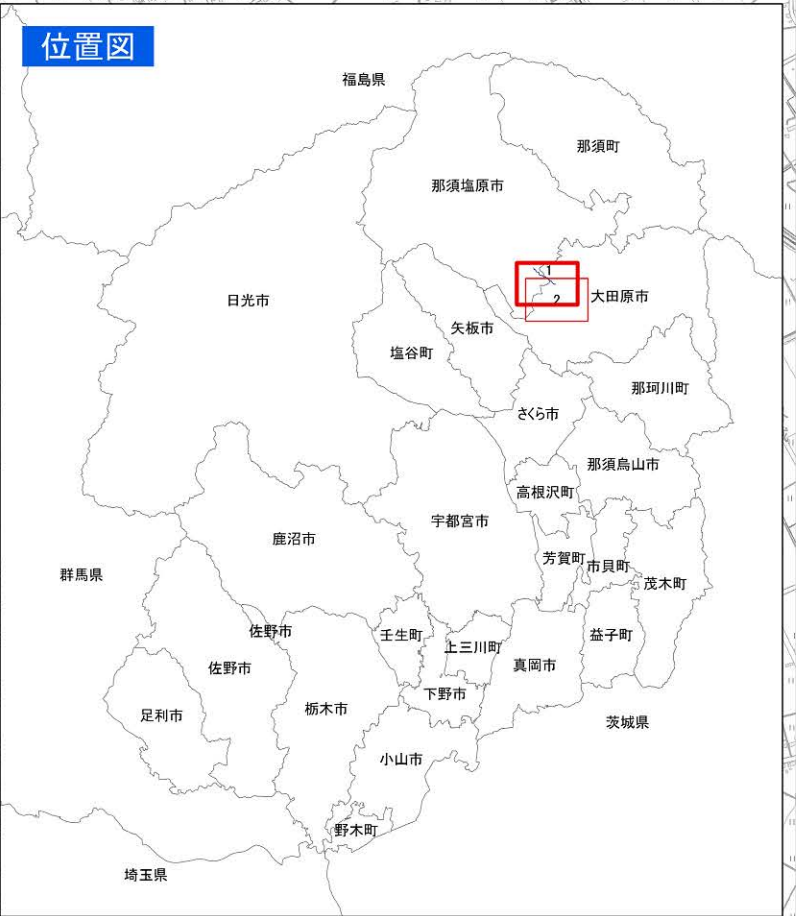 位置図
福島県
那須町
那須塩原市
1
日光市
2
大田原市
矢板市
塩谷町
那珂川町
さくら市
那須烏山市
高根沢町
宇都宮市
鹿沼市
芳賀町
市貝町
群馬県
茂木町
佐野市
壬生町
益子町
上三川町
真岡市
佐野市
下野市
栃木市
足利市
茨城県
小山市
野木町
埼玉県